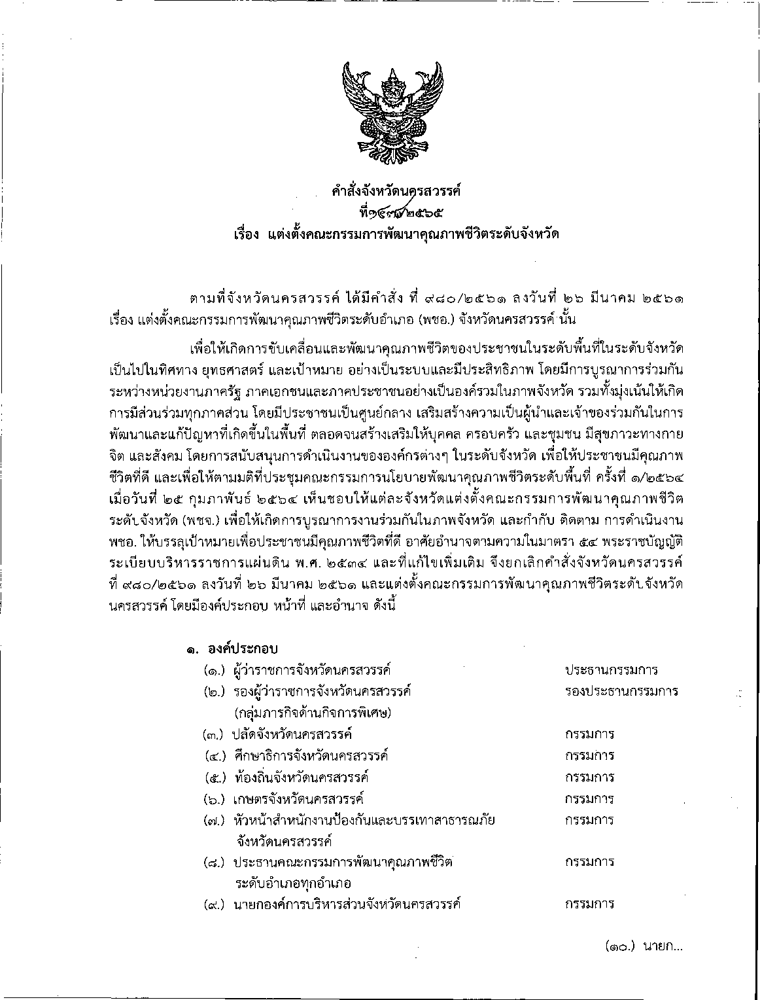 คำสั่งจังหวัดนครสวรรค์
ที่ /๒๕๖๕
เรื่อง แต่งตั้งคณะกรรมการพัฒนาคุณภาพชีวิตระดับจังหวัด
ตามที่จังหวัดนครสวรรค์ ได้มีคำสั่ง ที่ ๙๘๐/๒๕๖๑ ลงวันที่ ๒๖ มีนาคม ๒๕๖๑
เรื่อง แต่งตั้งคณะกรรมการพัฒนาคุณภาพชีวิตระดับอำเภอ (พชอ.) จังหวัดนครสวรรค์ นั้น
เพื่อให้เกิดการขับเคลื่อนและพัฒนาคุณภาพชีวิตของประชาชนในระดับพื้นที่ในระดับจังหวัด
เป็นไปในทิศทาง ยุทธศาสตร์ และเป้าหมาย อย่างเป็นระบบและมีประสิทธิภาพ โดยมีการบูรณาการร่วมกัน
ระหว่างหน่วยงานภาครัฐ ภาคเอกชนและภาคประชาชนอย่างเป็นองค์รวมในภาพจังหวัด รวมทั้งมุ่งเน้นให้เกิด
การมีส่วนร่วมทุกภาคส่วน โดยมีประชาชนเป็นศูนย์กลาง เสริมสร้างความเป็นผู้นำและเจ้าของร่วมกันในการ
พัฒนาและแก้ปัญหาที่เกิดขึ้นในพื้นที่ ตลอดจนสร้างเสริมให้บุคคล ครอบครัว และชุมชน มีสุขภาวะทางกาย
จิต และสังคม โดยการสนับสนุนการดำเนินงานขององค์กรต่างๆ ในระดับจังหวัด เพื่อให้ประชาชนมีคุณภาพ
ชีวิตที่ดี และเพื่อให้ตามมติที่ประชุมคณะกรรมการนโยบายพัฒนาคุณภาพชีวิตระดับพื้นที่ ครั้งที่ ๑/๒๕๖๔
เมื่อวันที่ ๒๕ กุมภาพันธ์ ๒๕๖๔ เห็นชอบให้แต่ละจังหวัดแต่งตั้งคณะกรรมการพัฒนาคุณภาพชีวิต
ระดับจังหวัด (พชจ.) เพื่อให้เกิดการบูรณาการงานร่วมกันในภาพจังหวัด และกำกับ ติดตาม การดำเนินงาน
พชอ. ให้บรรลุเป้าหมายเพื่อประชาชนมีคุณภาพชีวิตที่ดี อาศัยอำนาจตามความในมาตรา ๕๔ พระราชบัญญัติ
ระเบียบบริหารราชการแผ่นดิน พ.ศ. ๒๕๓๔ และที่แก้ไขเพิ่มเติม จึงยกเลิกคำสั่งจังหวัดนครสวรรค์
ที่ ๙๘๐/๒๕๖๑ ลงวันที่ ๒๖ มีนาคม ๒๕๖๑ และแต่งตั้งคณะกรรมการพัฒนาคุณภาพชีวิตระดับจังหวัด
นครสวรรค์ โดยมีองค์ประกอบ หน้าที่ และอำนาจ ดังนี้
๑. องค์ประกอบ
(๑.) ผู้ว่าราชการจังหวัดนครสวรรค์ ประธานกรรมการ
(๒.) รองผู้ว่าราชการจังหวัดนครสวรรค์ รองประธานกรรมการ
(กลุ่มภารกิจด้านกิจการพิเศษ)
(๓.) ปลัดจังหวัดนครสวรรค์ กรรมการ
(๔.) ศึกษาธิการจังหวัดนครสวรรค์ กรรมการ
(๕.) ท้องถิ่นจังหวัดนครสวรรค์ กรรมการ
(๖.) เกษตรจังหวัดนครสวรรค์ กรรมการ
(๗.) หัวหน้าสำหนักงานป้องกันและบรรเทาสาธารณภัย กรรมการ
จังหวัดนครสวรรค์
(๘.) ประธานคณะกรรมการพัฒนาคุณภาพชีวิต กรรมการ
ระดับอำเภอทุกอำเภอ
(๙.) นายกองค์การบริหารส่วนจังหวัดนครสวรรค์ กรรมการ
(๑๐.) นายก...